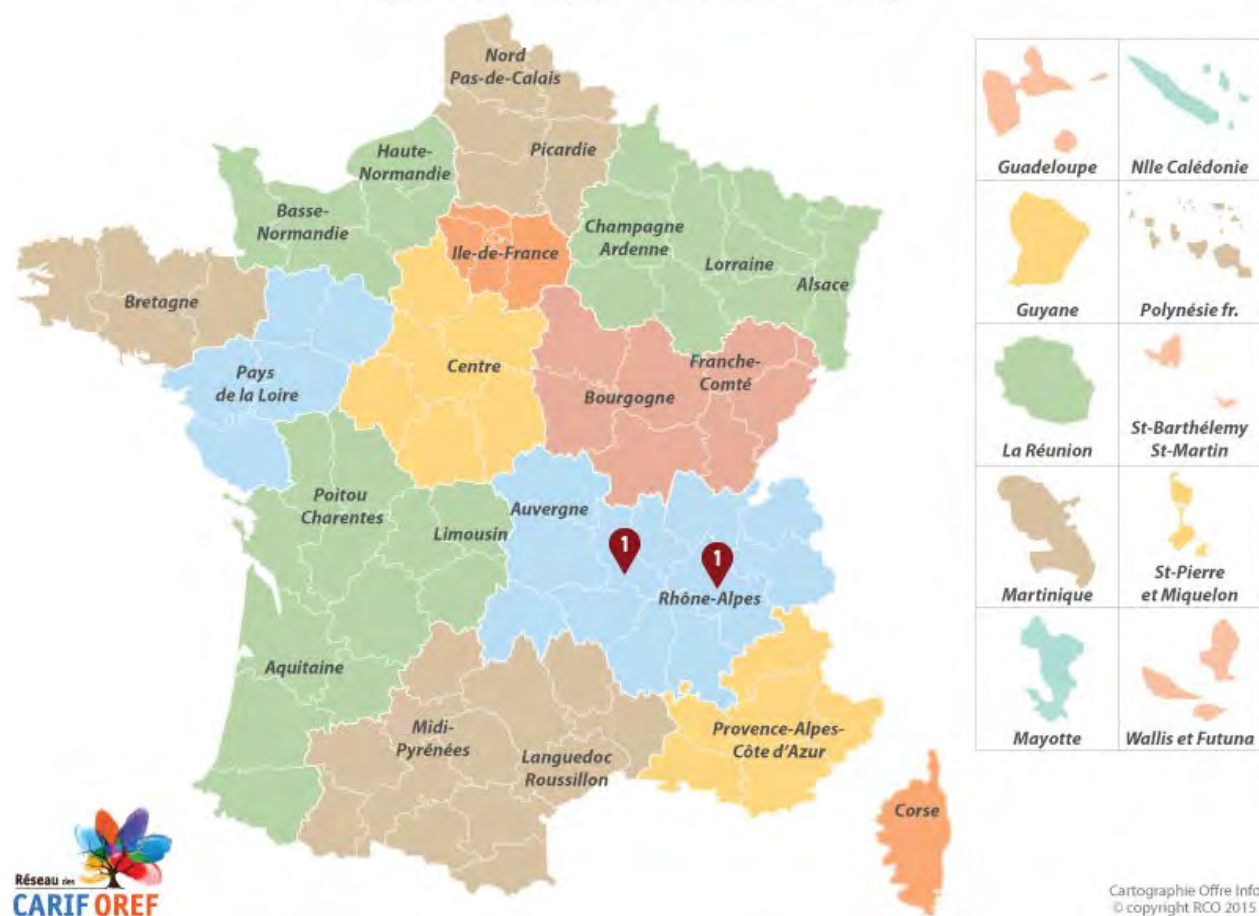 Nord
Pas-de-Calais
Haute-
Normandie
Picardie
Basse-
Normandie
Ile-de-France
Champagne
Ardenne
Lorraine
Alsace
Bretagne
Pays
de la Loire
Centre
Bourgogne
Franche-
Comté
Poitou
Charentes
Limousin
Auvergne
1
1
Rhône-Alpes
Aquitaine
Midi-
Pyrénées
Languedoc
Roussillon
Provence-Alpes-
Côte d'Azur
Corse
Guadeloupe
Nlle Calédonie
Guyane
Polynésie fr.
La Réunion
St-Barthélemy
St-Martin
Martinique
St-Pierre
et Miquelon
Mayotte
Wallis et Futuna
Réseau des
CARIF OREF
Cartographie Offre Info
© copyright RCO 2015